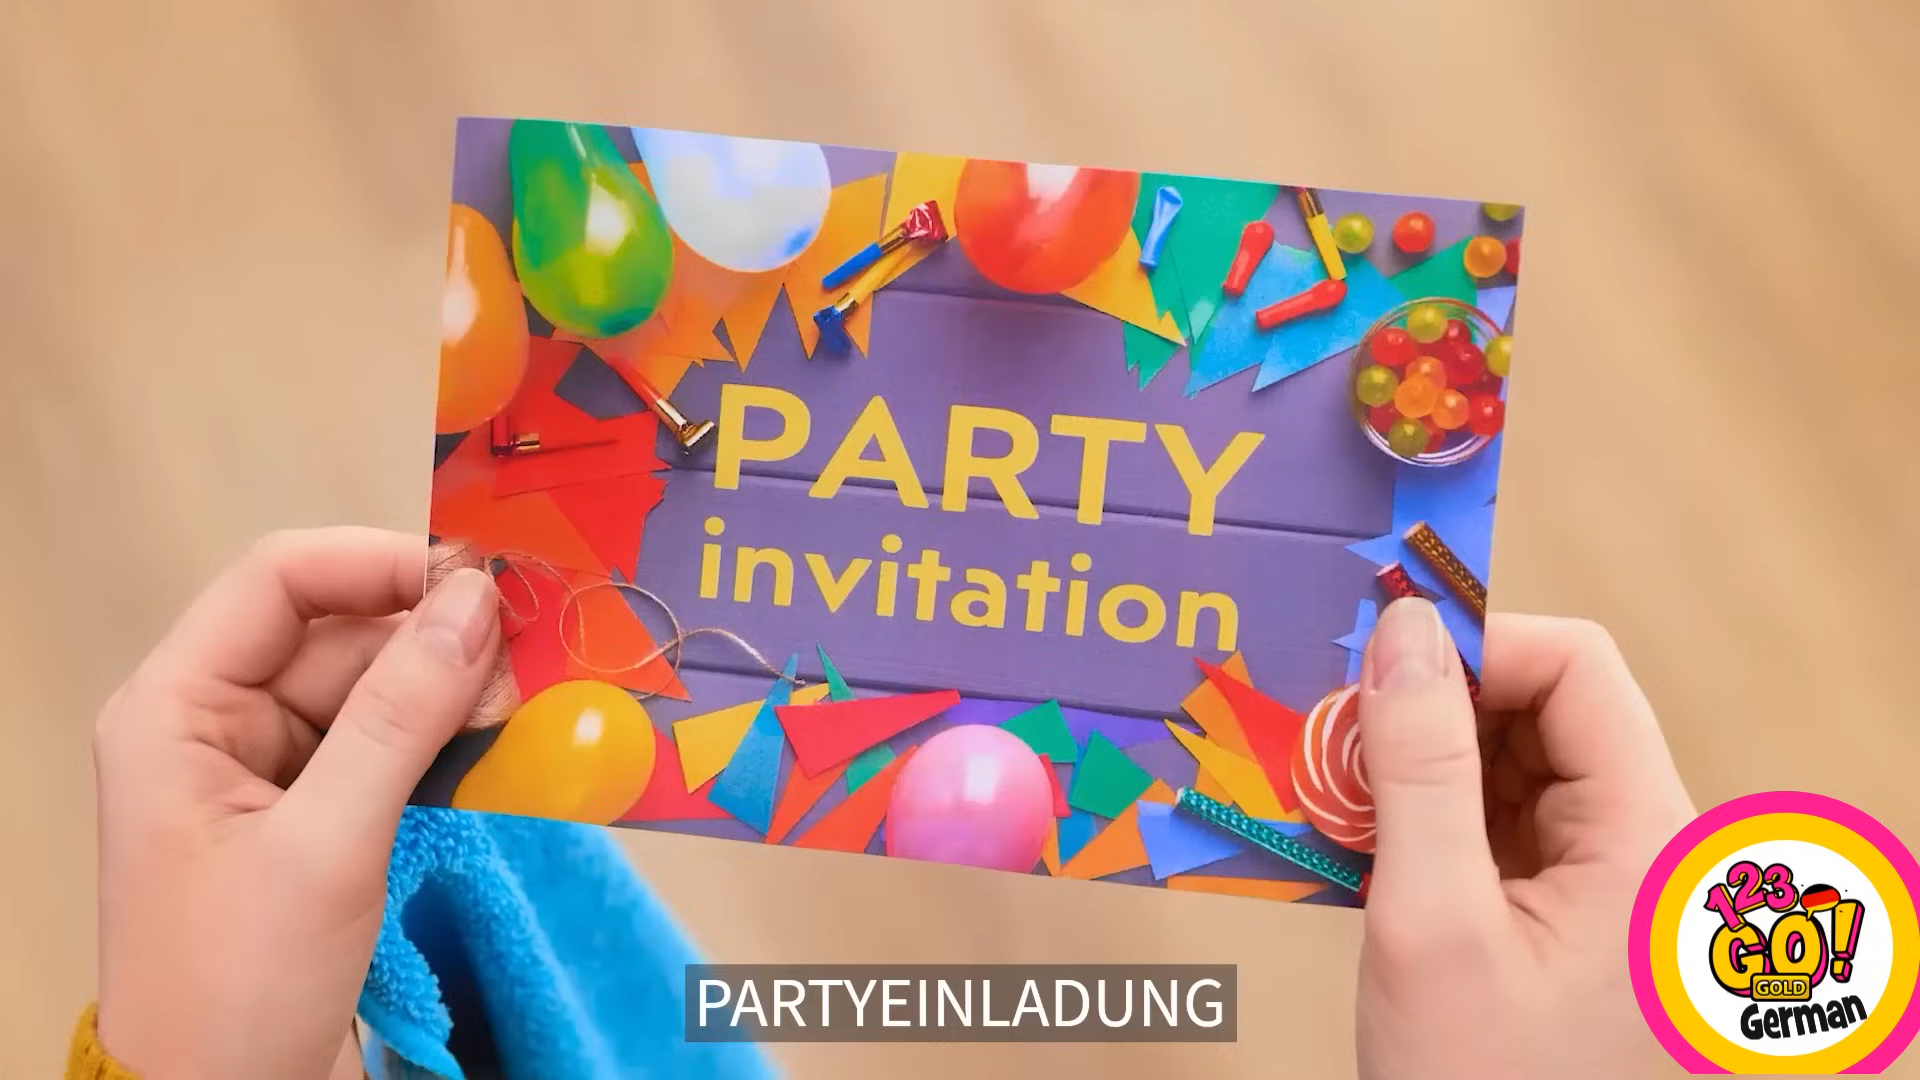 PARTY
invitation
PARTYEINLADUNG
123
GO!
GOLD
German